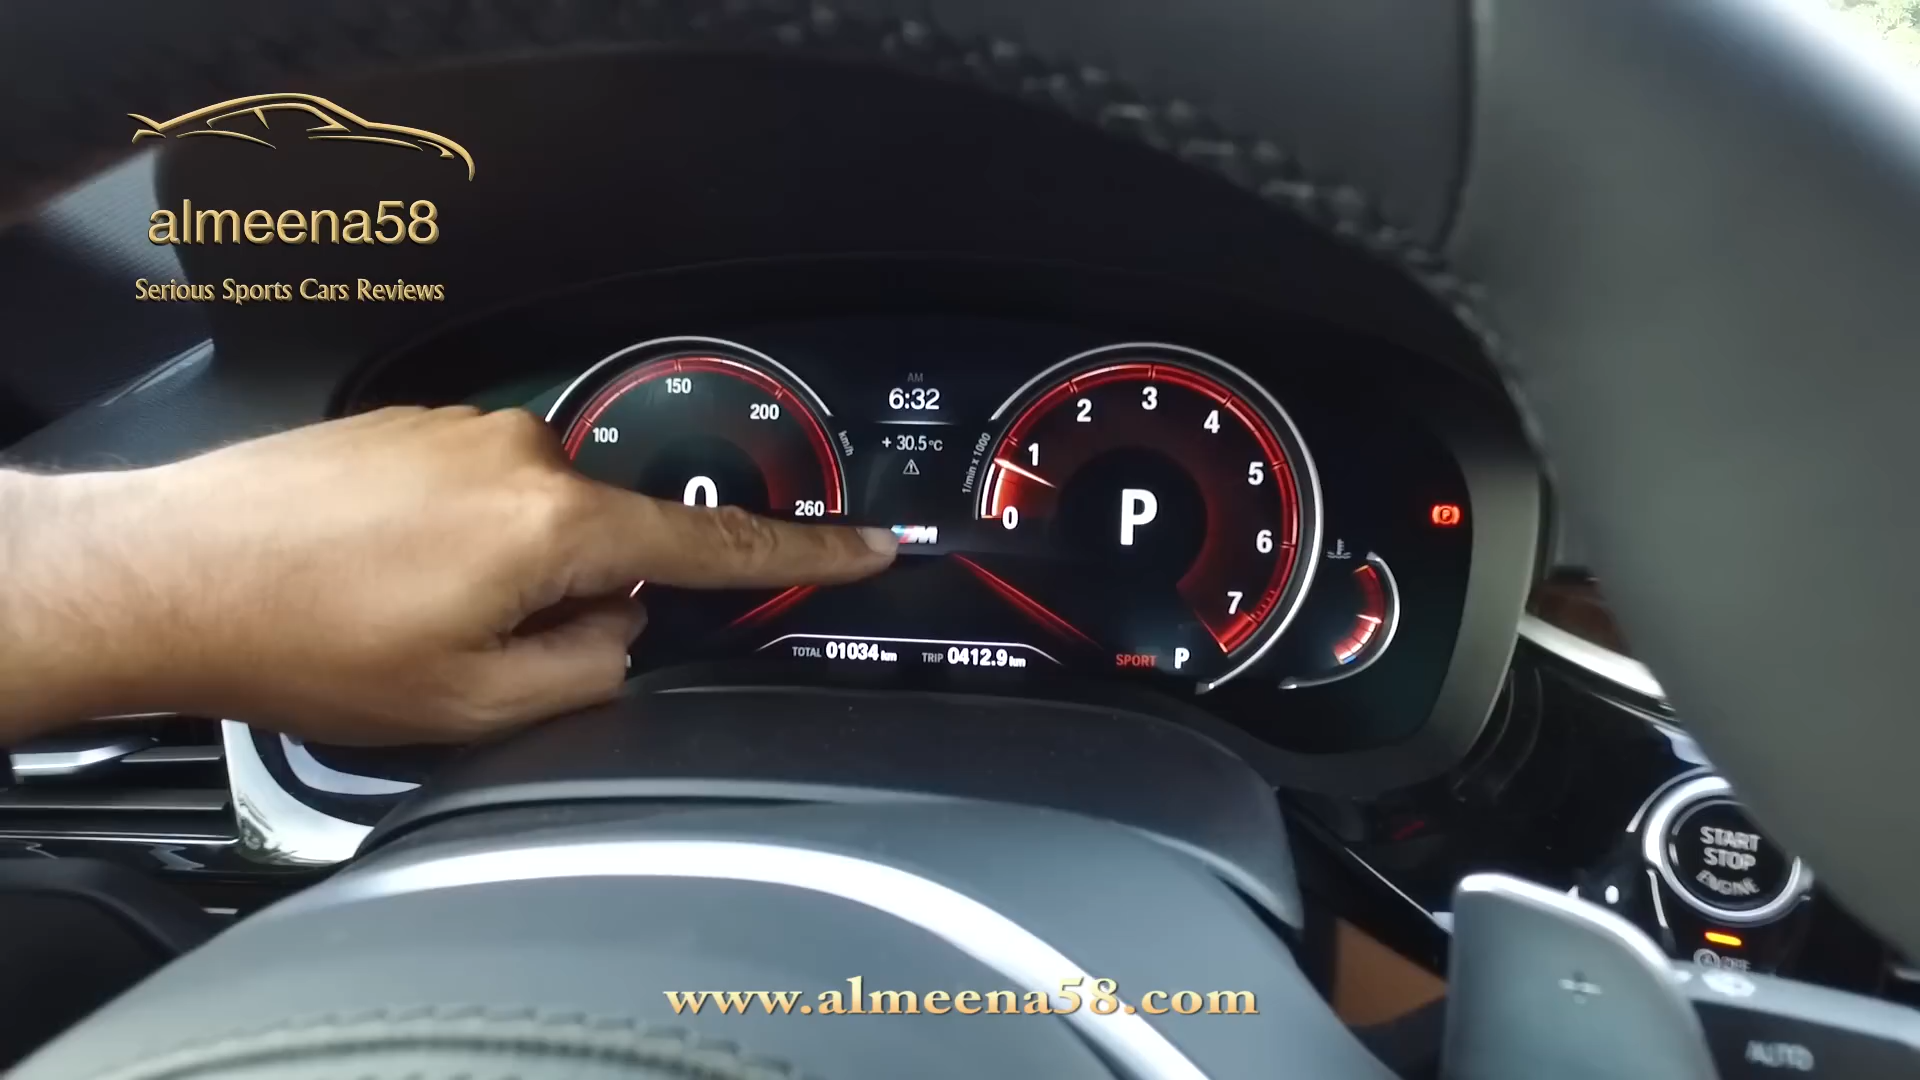 almeena58
Serious Sports Cars Reviews
AM
6:32
+ 30.5°C
100
150
200
260
km/h
0
M
1/min x 1000
0
1
2
3
4
5
6
7
P
TOTAL 01034 km
TRIP 0412.9 km
SPORT P
P
START
STOP
ENGINE
OFF
AUTO
www.almeena58.com